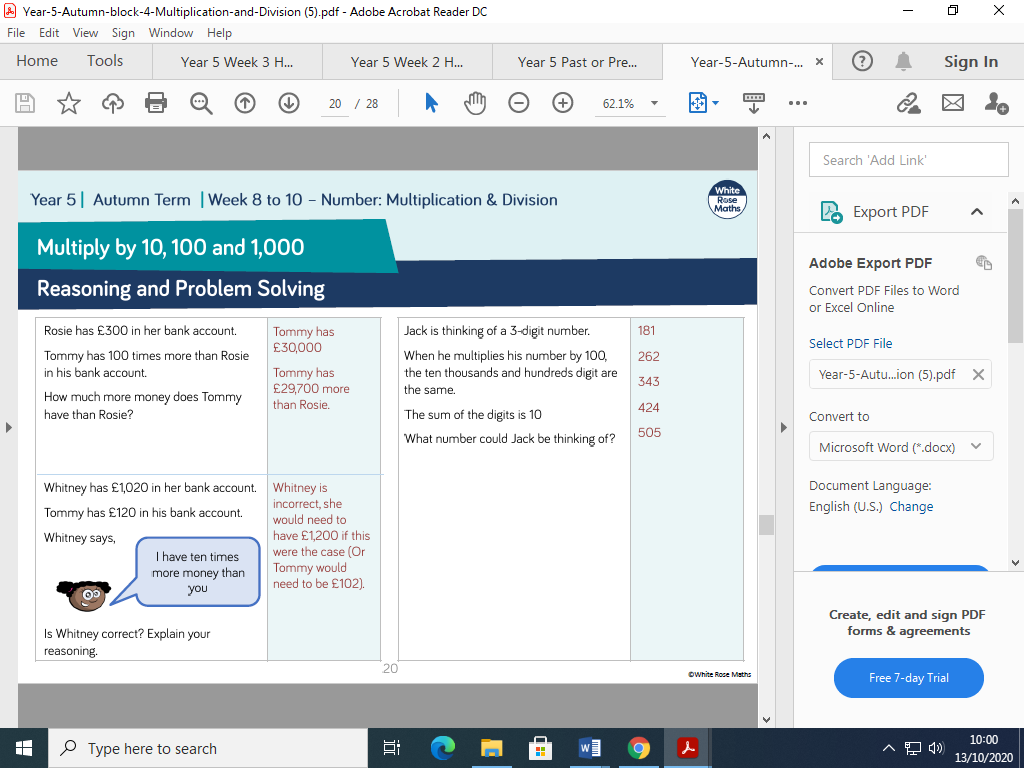 Year-5-Autumn-block-4-Multiplication-and-Division (5).pdf - Adobe Acrobat Reader DC
File Edit View Sign Window Help
Home Tools Year 5 Week 3 H... Year 5 Week 2 H... Year 5 Past or Pre... Year-5-Autumn-... × ? Sign In
20 / 28 62.1%
Year 5 | Autumn Term | Week 8 to 10 – Number: Multiplication & Division
White
Rose
Maths
Multiply by 10, 100 and 1,000
Reasoning and Problem Solving
Rosie has £300 in her bank account.
Tommy has 100 times more than Rosie
in his bank account.
How much more money does Tommy
have than Rosie?
Tommy has
£30,000
Tommy has
£29,700 more
than Rosie.
Whitney has £1,020 in her bank account.
Tommy has £120 in his bank account.
Whitney says,
I have ten times
more money than
you
Is Whitney correct? Explain your
reasoning.
Whitney is
incorrect, she
would need to
have £1,200 if this
were the case (Or
Tommy would
need to be £102).
Jack is thinking of a 3-digit number.
When he multiplies his number by 100,
the ten thousands and hundreds digit are
the same.
The sum of the digits is 10
What number could Jack be thinking of?
181
262
343
424
505
20
©White Rose Maths
Search 'Add Link'
Export PDF
Adobe Export PDF
Convert PDF Files to Word
or Excel Online
Select PDF File
Year-5-Autu...ion (5).pdf
Convert to
Microsoft Word (*.docx)
Document Language:
English (U.S.) Change
Create, edit and sign PDF
forms & agreements
Free 7-day Trial
Type here to search
10:00
13/10/2020